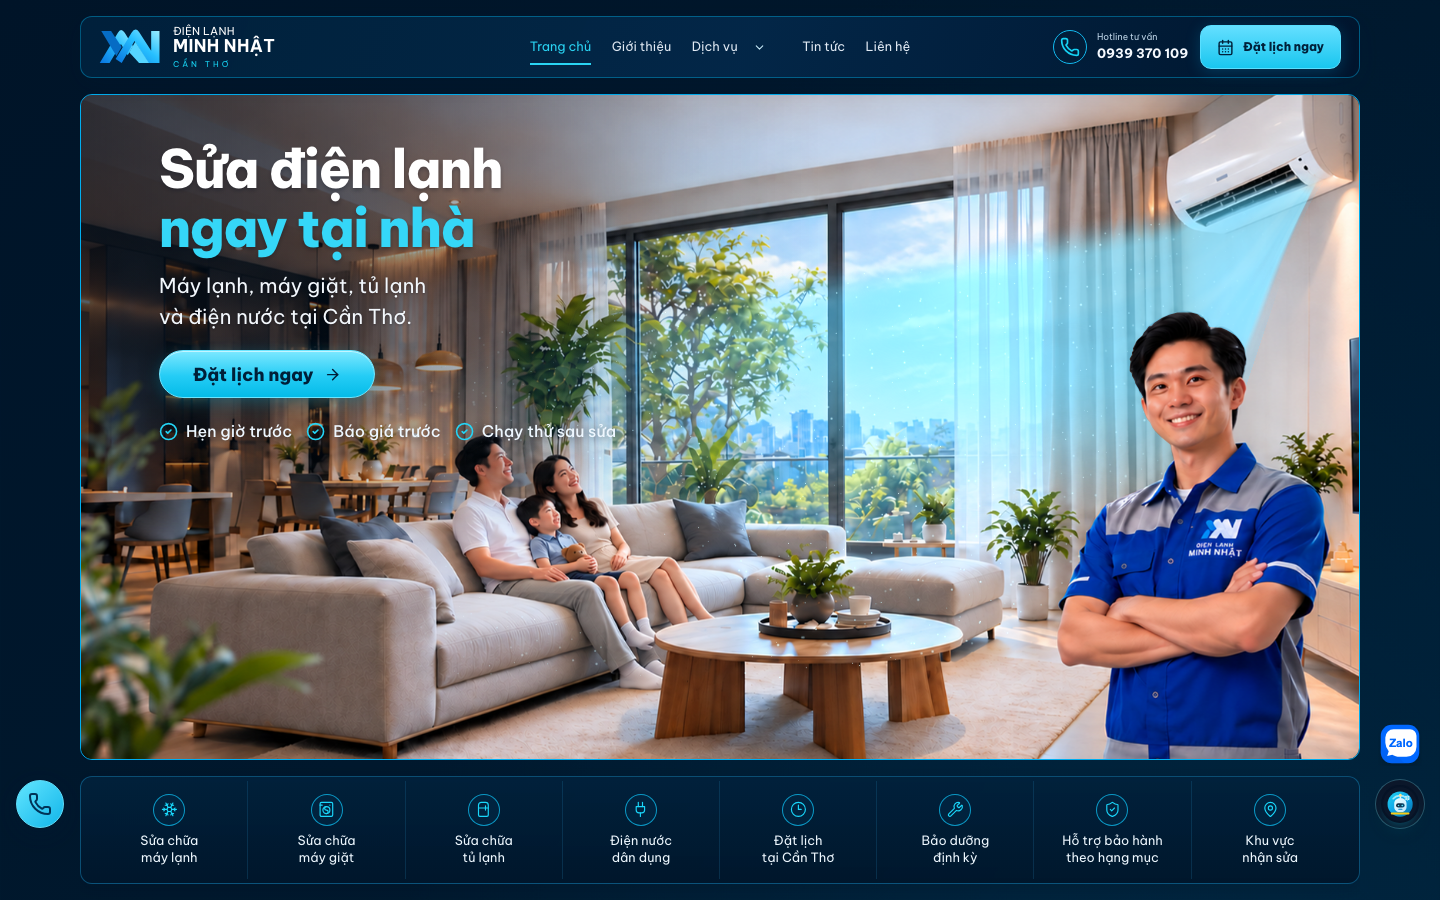 ĐIỆN LẠNH
MINH NHẬT
CẦN THƠ
Trang chủ
Giới thiệu
Dịch vụ
Tin tức
Liên hệ
Hotline tư vấn
0939 370 109
Đặt lịch ngay
Sửa điện lạnh
ngay tại nhà
Máy lạnh, máy giặt, tủ lạnh
và điện nước tại Cần Thơ.
Đặt lịch ngay
Hẹn giờ trước
Báo giá trước
Chạy thử sau sửa
ĐIỆN LẠNH
MINH NHẬT
Zalo
Sửa chữa
máy lạnh
Sửa chữa
máy giặt
Sửa chữa
tủ lạnh
Điện nước
dân dụng
Đặt lịch
tại Cần Thơ
Bảo dưỡng
định kỳ
Hỗ trợ bảo hành
theo hạng mục
Khu vực
nhận sửa